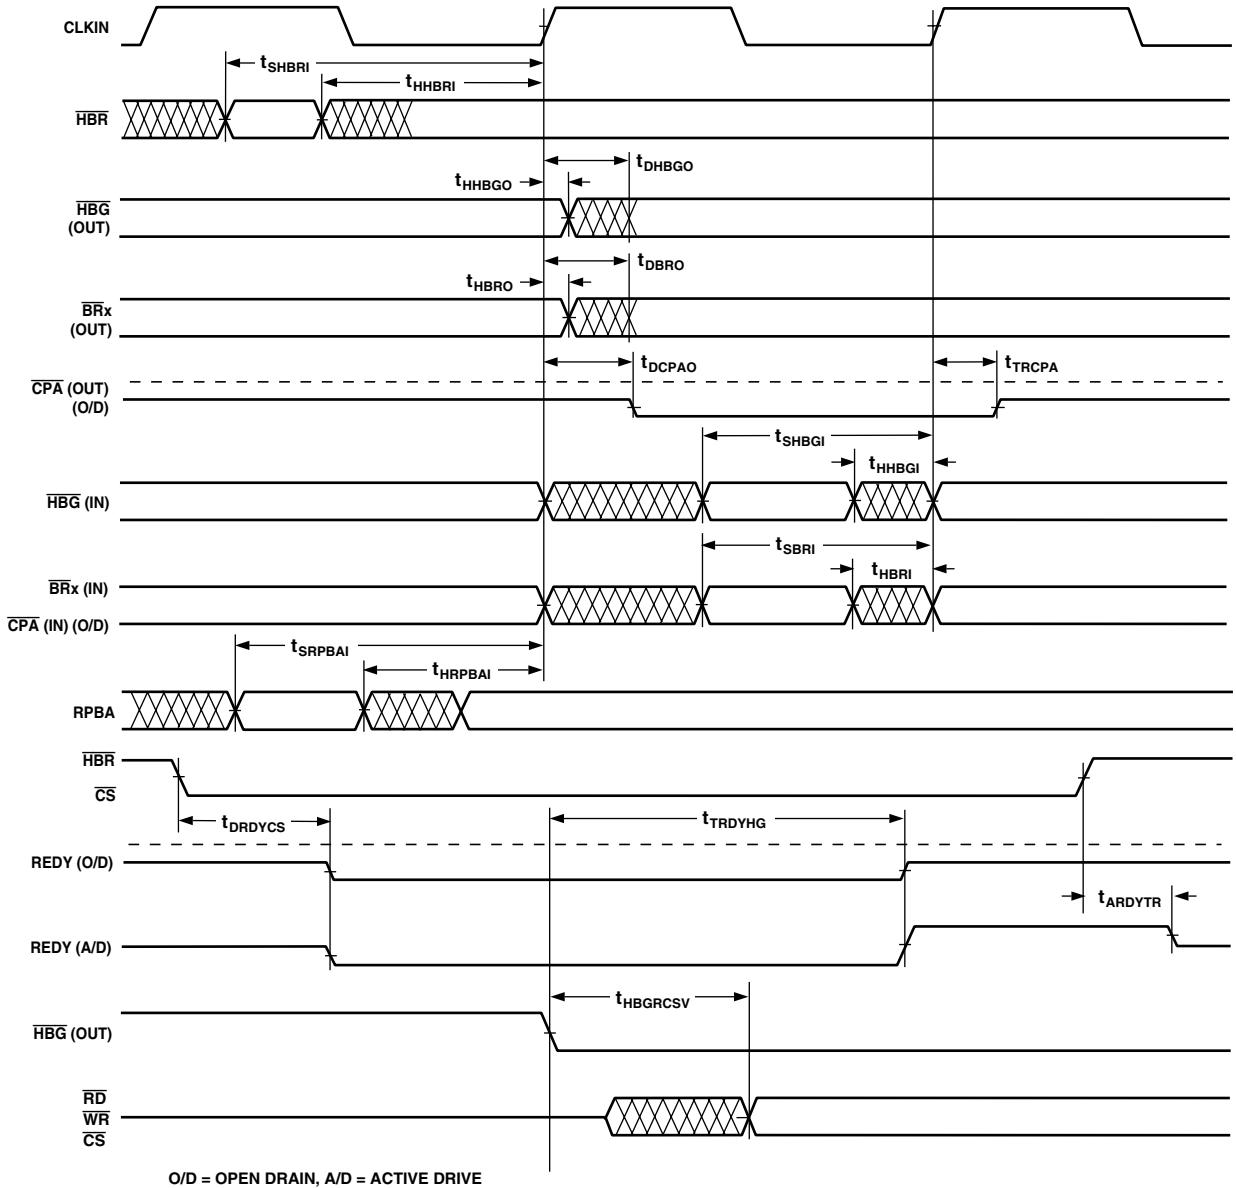 CLKIN
tSHBRI
tHHBRI
HBR
tDHBGO
tHHBGO
HBG
(OUT)
tDBRO
tHBRO
BRx
(OUT)
tDCPAO
tTRCPA
CPA (OUT)
(O/D)
tSHBGI
tHHBGI
HBG (IN)
tSBRI
tHBRI
BRx (IN)
CPA (IN) (O/D)
tSRPBAI
tHRPBAI
RPBA
HBR
CS
tDRDYCS
tTRDYHG
REDY (O/D)
tARDYTR
REDY (A/D)
tHBGRCSV
HBG (OUT)
RD
WR
CS
O/D = OPEN DRAIN, A/D = ACTIVE DRIVE